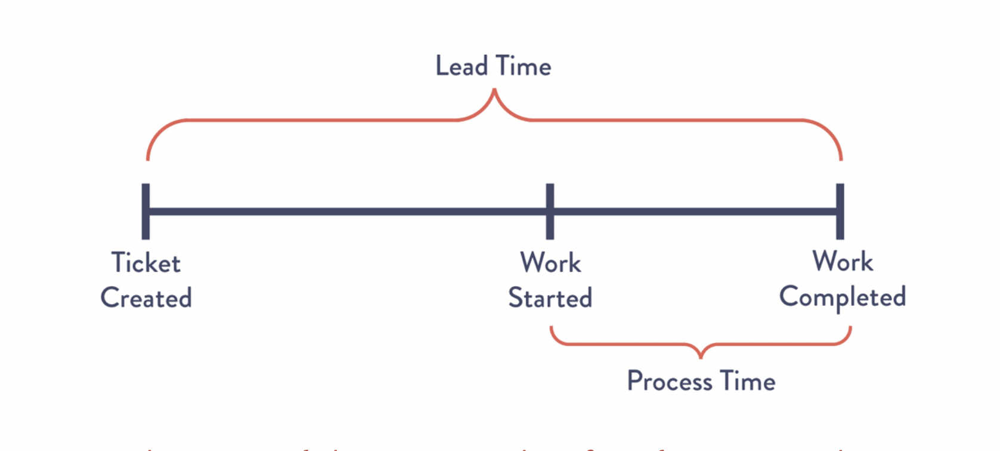 Lead Time
Ticket
Created
Work
Started
Work
Completed
Process Time